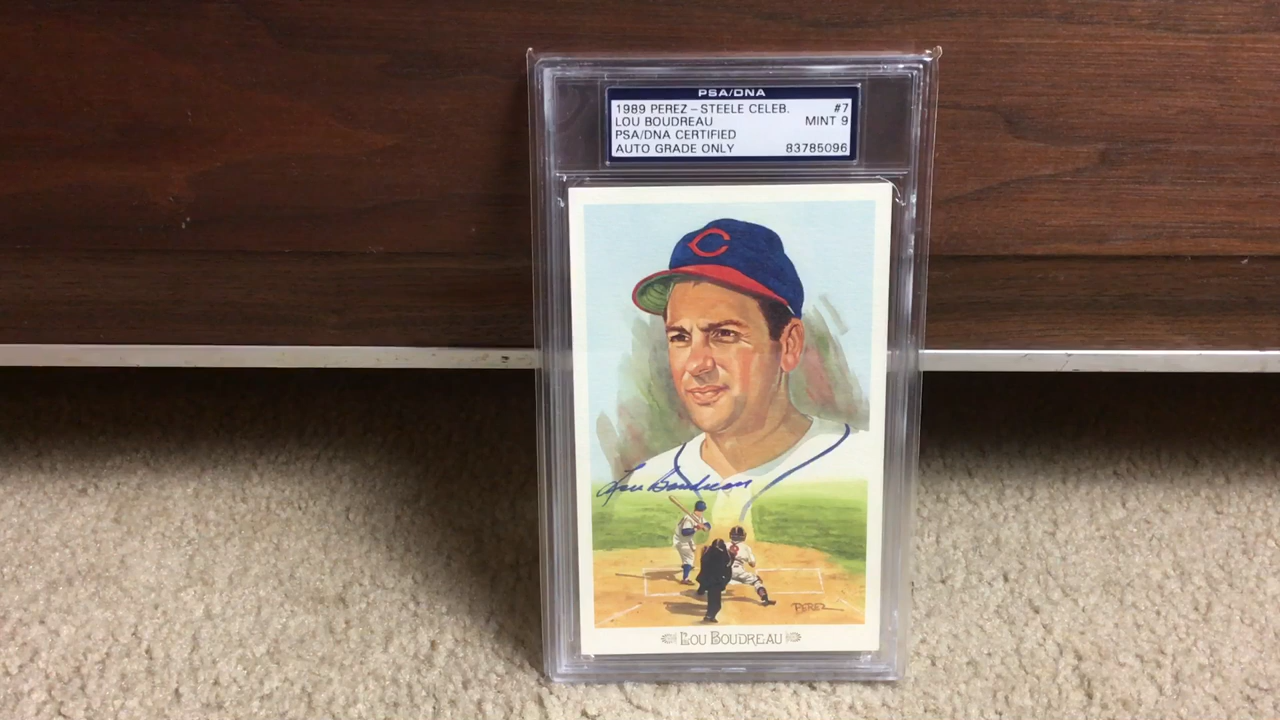 PSA/DNA
1989 PEREZ-STEELE CELEB. #7
LOU BOUDREAU MINT 9
PSA/DNA CERTIFIED
AUTO GRADE ONLY 83785096
C
Lou Boudreau
PEREZ
LOU BOUDREAU